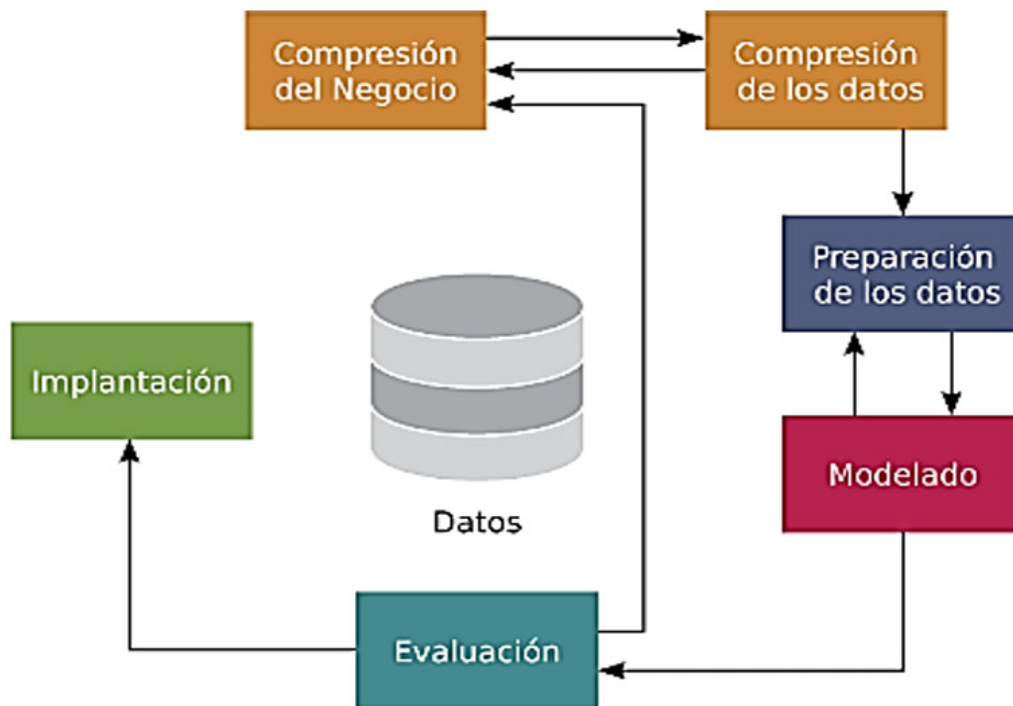 Compresión
del Negocio
Compresión
de los datos
Preparación
de los datos
Implantación
Modelado
Datos
Evaluación